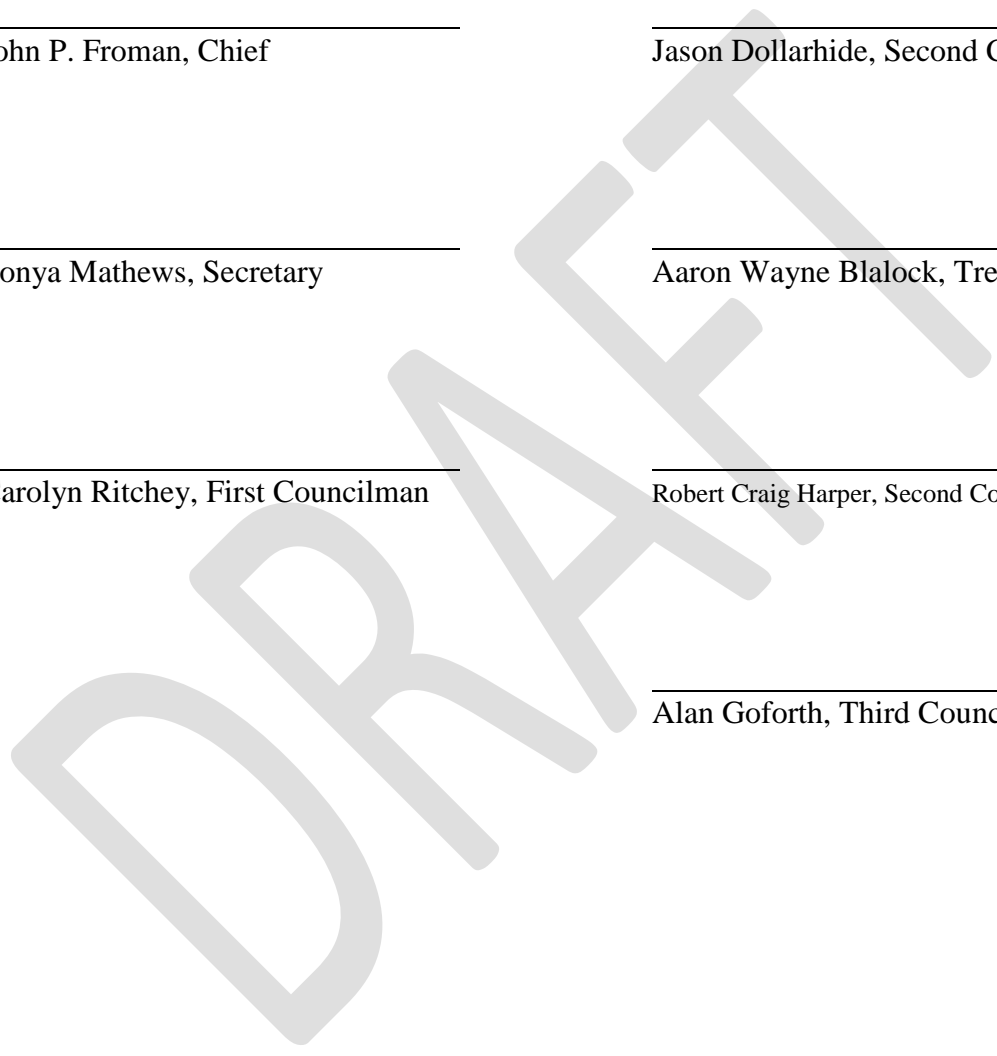 ohn P. Froman, Chief
Jason Dollarhide, Second C
onya Mathews, Secretary
Aaron Wayne Blalock, Tre
arolyn Ritchey, First Councilman
Robert Craig Harper, Second Co
Alan Goforth, Third Counc
DRAFT